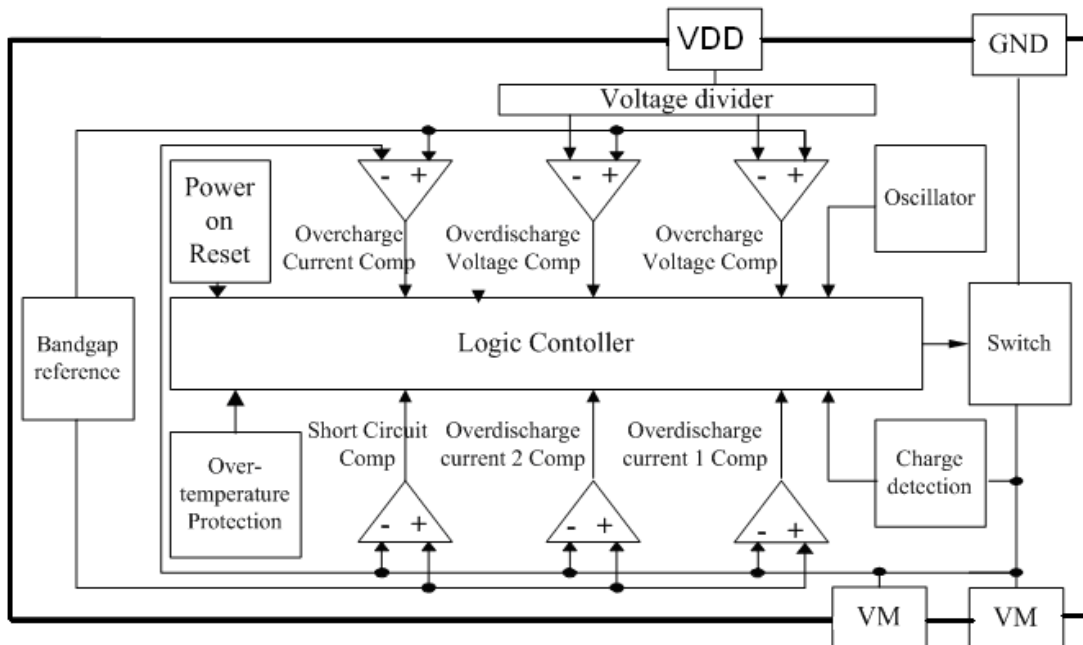 VDD
GND
Voltage divider
- +
- +
- +
Power
on
Reset
Oscillator
Overcharge
Current Comp
Overdischarge
Voltage Comp
Overcharge
Voltage Comp
Bandgap
reference
Logic Contoller
Switch
Short Circuit
Comp
Overdischarge
current 2 Comp
Overdischarge
current 1 Comp
Over-
temperature
Protection
Charge
detection
- +
- +
- +
VM
VM